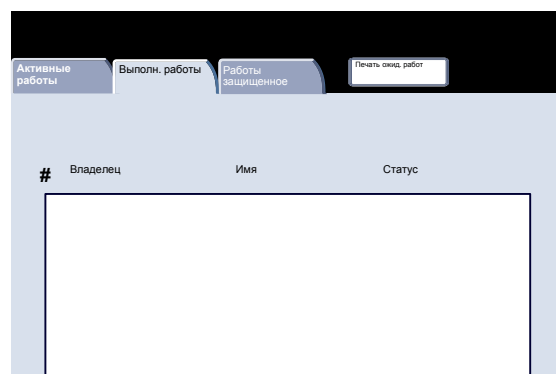 Активные
работы
Выполн. работы
Работы
защищенное
Печать ожид. работ
# Владелец Имя Статус